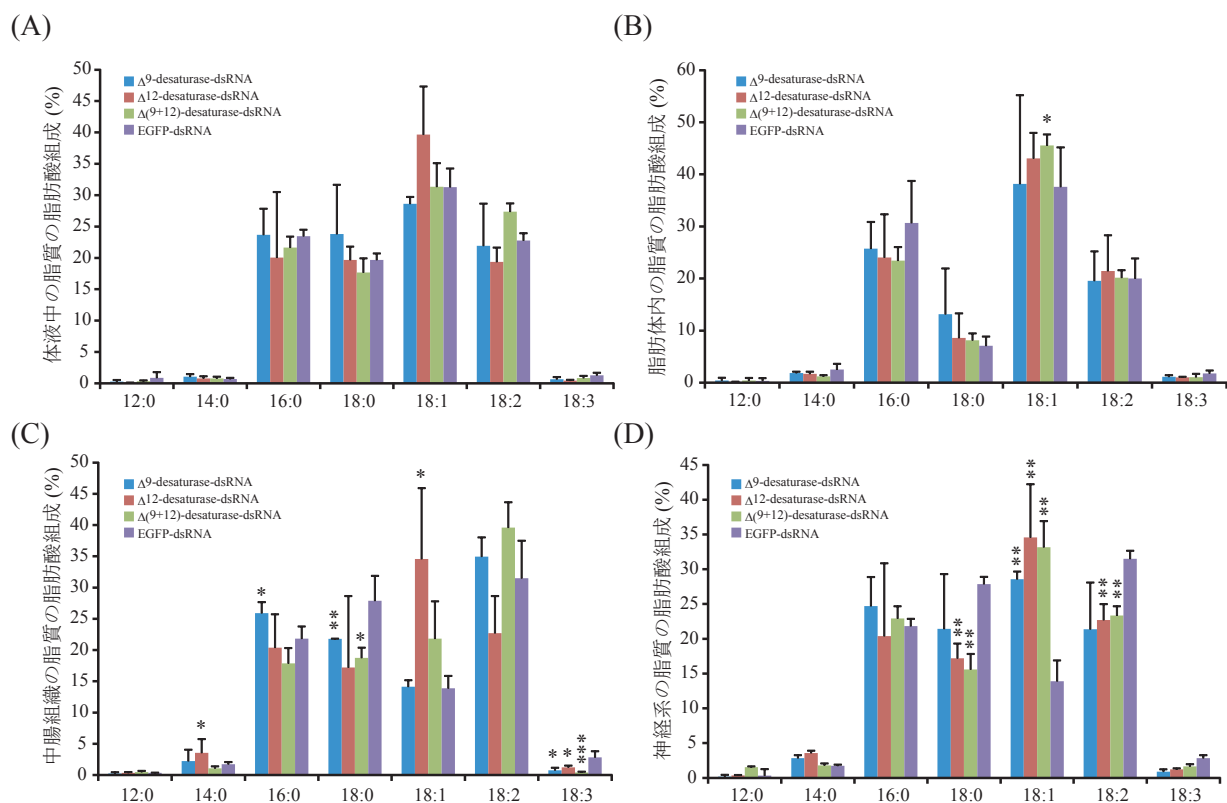 (A)
体液中の脂質の脂肪酸組成 (%)
50
45
40
35
30
25
20
15
10
5
0
Δ9-desaturase-dsRNA
Δ12-desaturase-dsRNA
Δ(9+12)-desaturase-dsRNA
EGFP-dsRNA
12:0 14:0 16:0 18:0 18:1 18:2 18:3
(B)
脂肪体内の脂質の脂肪酸組成 (%)
60
50
40
30
20
10
0
Δ9-desaturase-dsRNA
Δ12-desaturase-dsRNA
Δ(9+12)-desaturase-dsRNA
EGFP-dsRNA
*
12:0 14:0 16:0 18:0 18:1 18:2 18:3
(C)
中腸組織の脂質の脂肪酸組成 (%)
50
45
40
35
30
25
20
15
10
5
0
Δ9-desaturase-dsRNA
Δ12-desaturase-dsRNA
Δ(9+12)-desaturase-dsRNA
EGFP-dsRNA
* * ** * * * * ***
12:0 14:0 16:0 18:0 18:1 18:2 18:3
(D)
神経系の脂質の脂肪酸組成 (%)
45
40
35
30
25
20
15
10
5
0
Δ9-desaturase-dsRNA
Δ12-desaturase-dsRNA
Δ(9+12)-desaturase-dsRNA
EGFP-dsRNA
** ** ** ** ** ** **
12:0 14:0 16:0 18:0 18:1 18:2 18:3